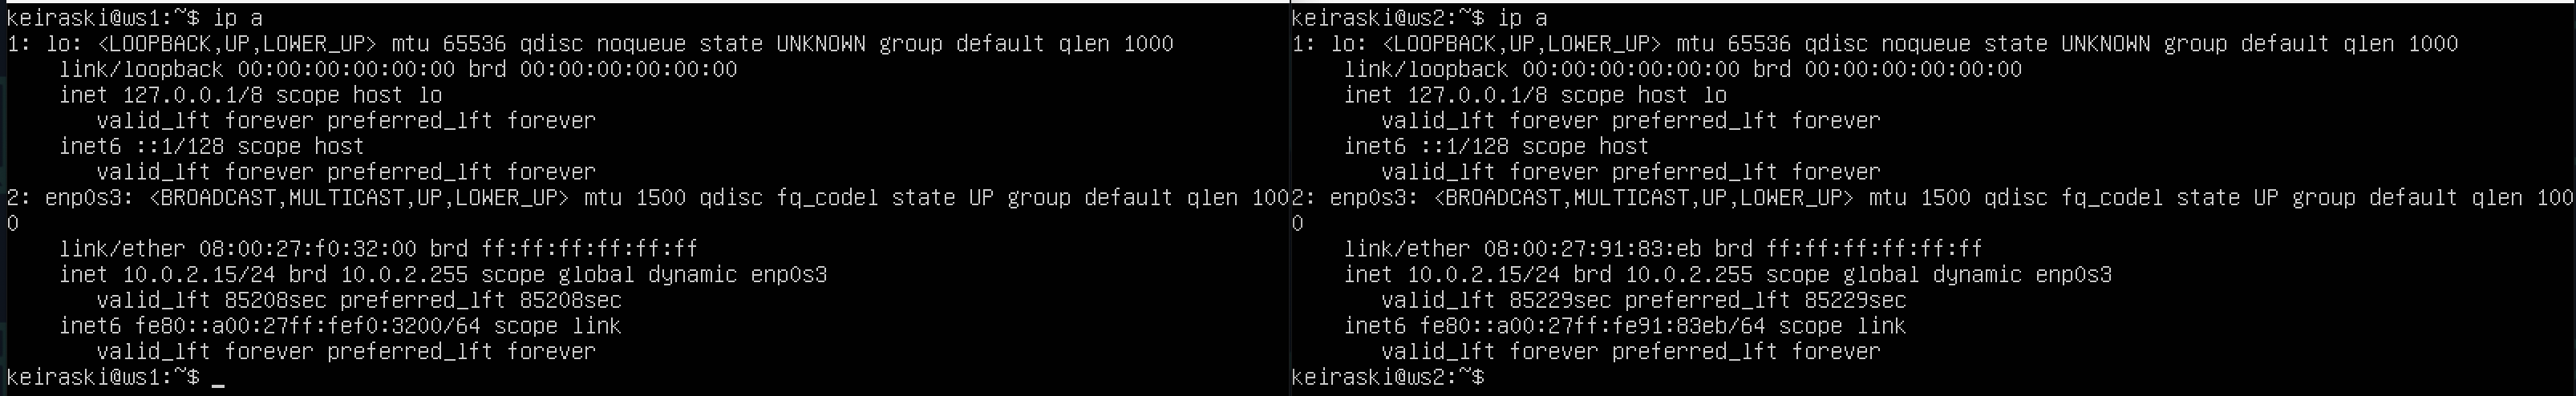 keiraski@ws1:~$ ip a
1: lo: <LOOPBACK,UP,LOWER_UP> mtu 65536 qdisc noqueue state UNKNOWN group default qlen 1000
    link/loopback 00:00:00:00:00:00 brd 00:00:00:00:00:00
    inet 127.0.0.1/8 scope host lo
       valid_lft forever preferred_lft forever
    inet6 ::1/128 scope host
       valid_lft forever preferred_lft forever
2: enp0s3: <BROADCAST,MULTICAST,UP,LOWER_UP> mtu 1500 qdisc fq_codel state UP group default qlen 100
0
    link/ether 08:00:27:f0:32:00 brd ff:ff:ff:ff:ff:ff
    inet 10.0.2.15/24 brd 10.0.2.255 scope global dynamic enp0s3
       valid_lft 85208sec preferred_lft 85208sec
    inet6 fe80::a00:27ff:fef0:3200/64 scope link
       valid_lft forever preferred_lft forever
keiraski@ws1:~$ _
keiraski@ws2:~$ ip a
1: lo: <LOOPBACK,UP,LOWER_UP> mtu 65536 qdisc noqueue state UNKNOWN group default qlen 1000
    link/loopback 00:00:00:00:00:00 brd 00:00:00:00:00:00
    inet 127.0.0.1/8 scope host lo
       valid_lft forever preferred_lft forever
    inet6 ::1/128 scope host
       valid_lft forever preferred_lft forever
2: enp0s3: <BROADCAST,MULTICAST,UP,LOWER_UP> mtu 1500 qdisc fq_codel state UP group default qlen 100
0
    link/ether 08:00:27:91:83:eb brd ff:ff:ff:ff:ff:ff
    inet 10.0.2.15/24 brd 10.0.2.255 scope global dynamic enp0s3
       valid_lft 85229sec preferred_lft 85229sec
    inet6 fe80::a00:27ff:fe91:83eb/64 scope link
       valid_lft forever preferred_lft forever
keiraski@ws2:~$